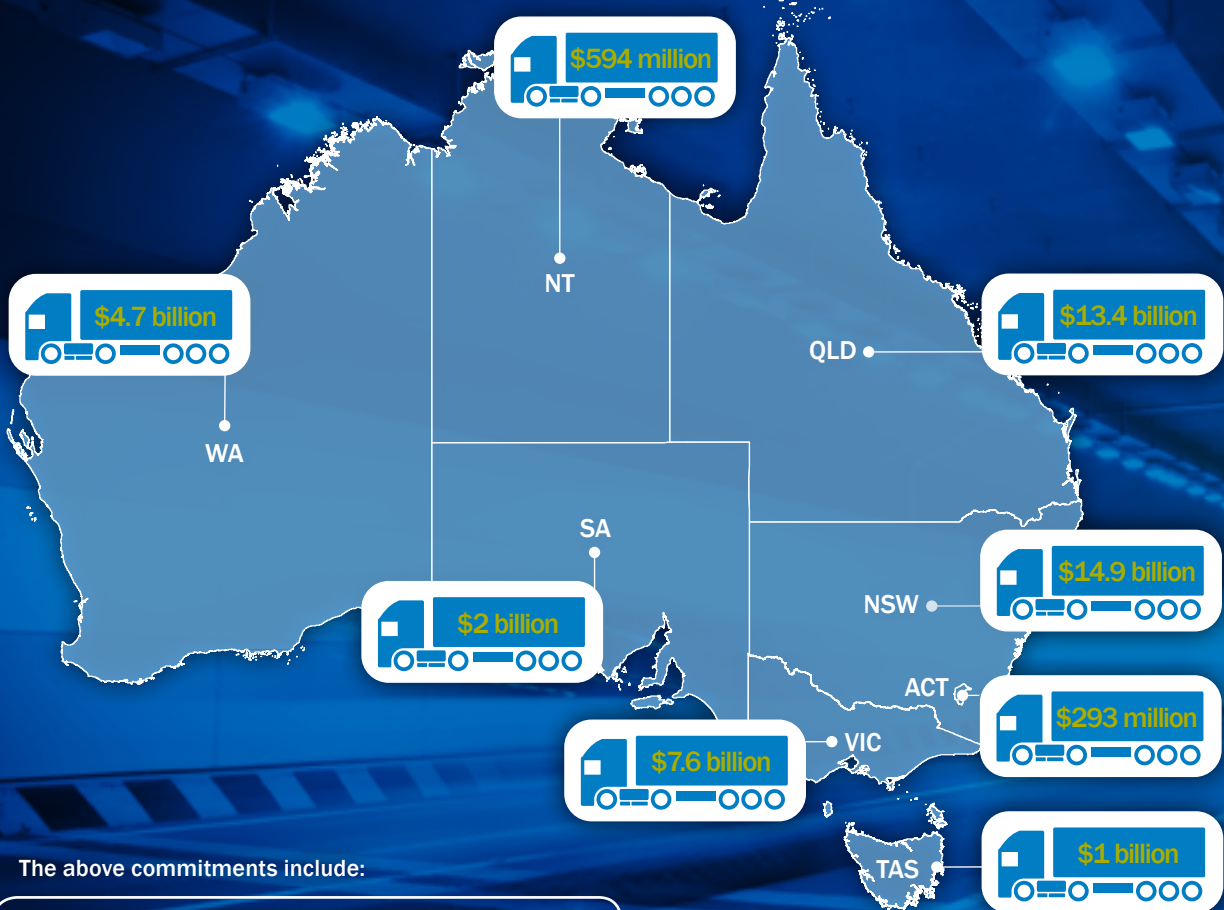 $594 million
NT
$4.7 billion
WA
$13.4 billion
QLD
SA
$2 billion
$14.9 billion
NSW
ACT
$293 million
$7.6 billion
VIC
TAS
$1 billion
The above commitments include: